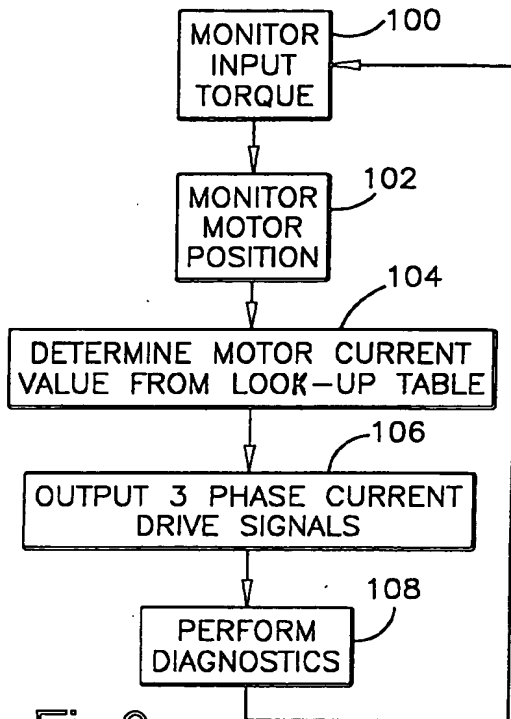 100
MONITOR
INPUT
TORQUE
102
MONITOR
MOTOR
POSITION
104
DETERMINE MOTOR CURRENT
VALUE FROM LOOK-UP TABLE
106
OUTPUT 3 PHASE CURRENT
DRIVE SIGNALS
108
PERFORM
DIAGNOSTICS